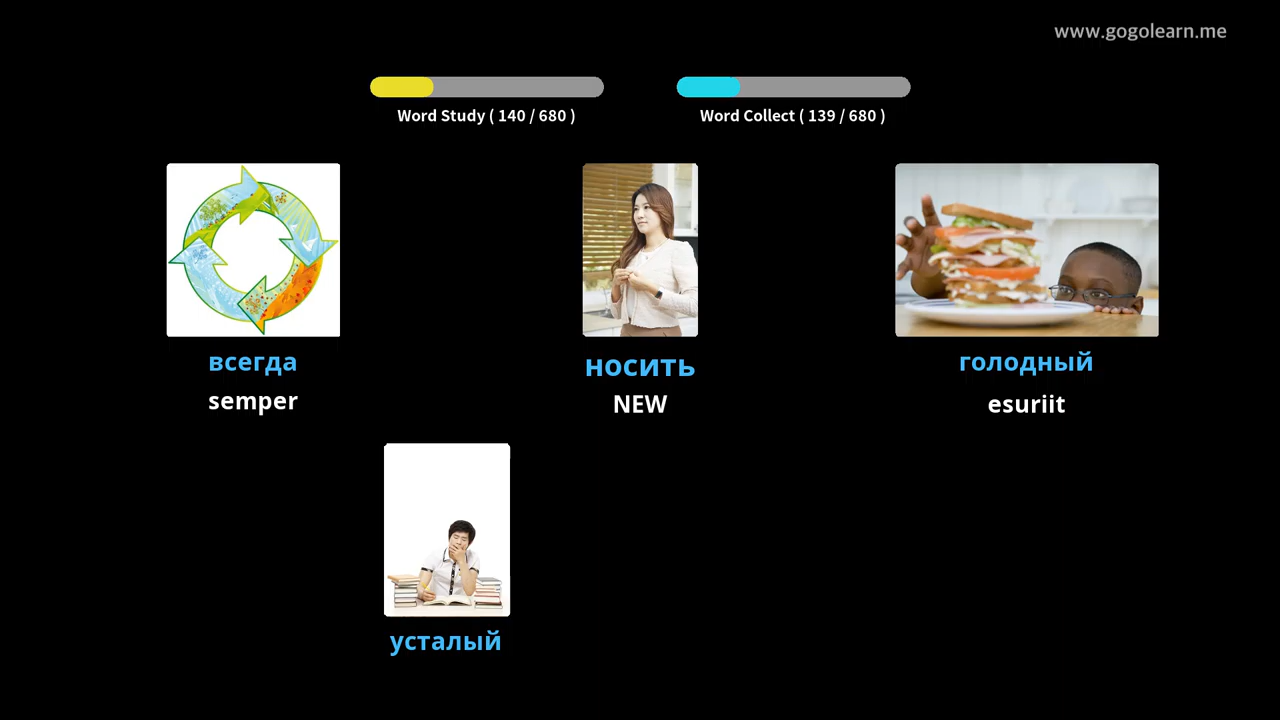 www.gogolearn.me
Word Study ( 140 / 680 )
Word Collect ( 139 / 680 )
всегда
semper
носить
NEW
голодный
esuriit
усталый